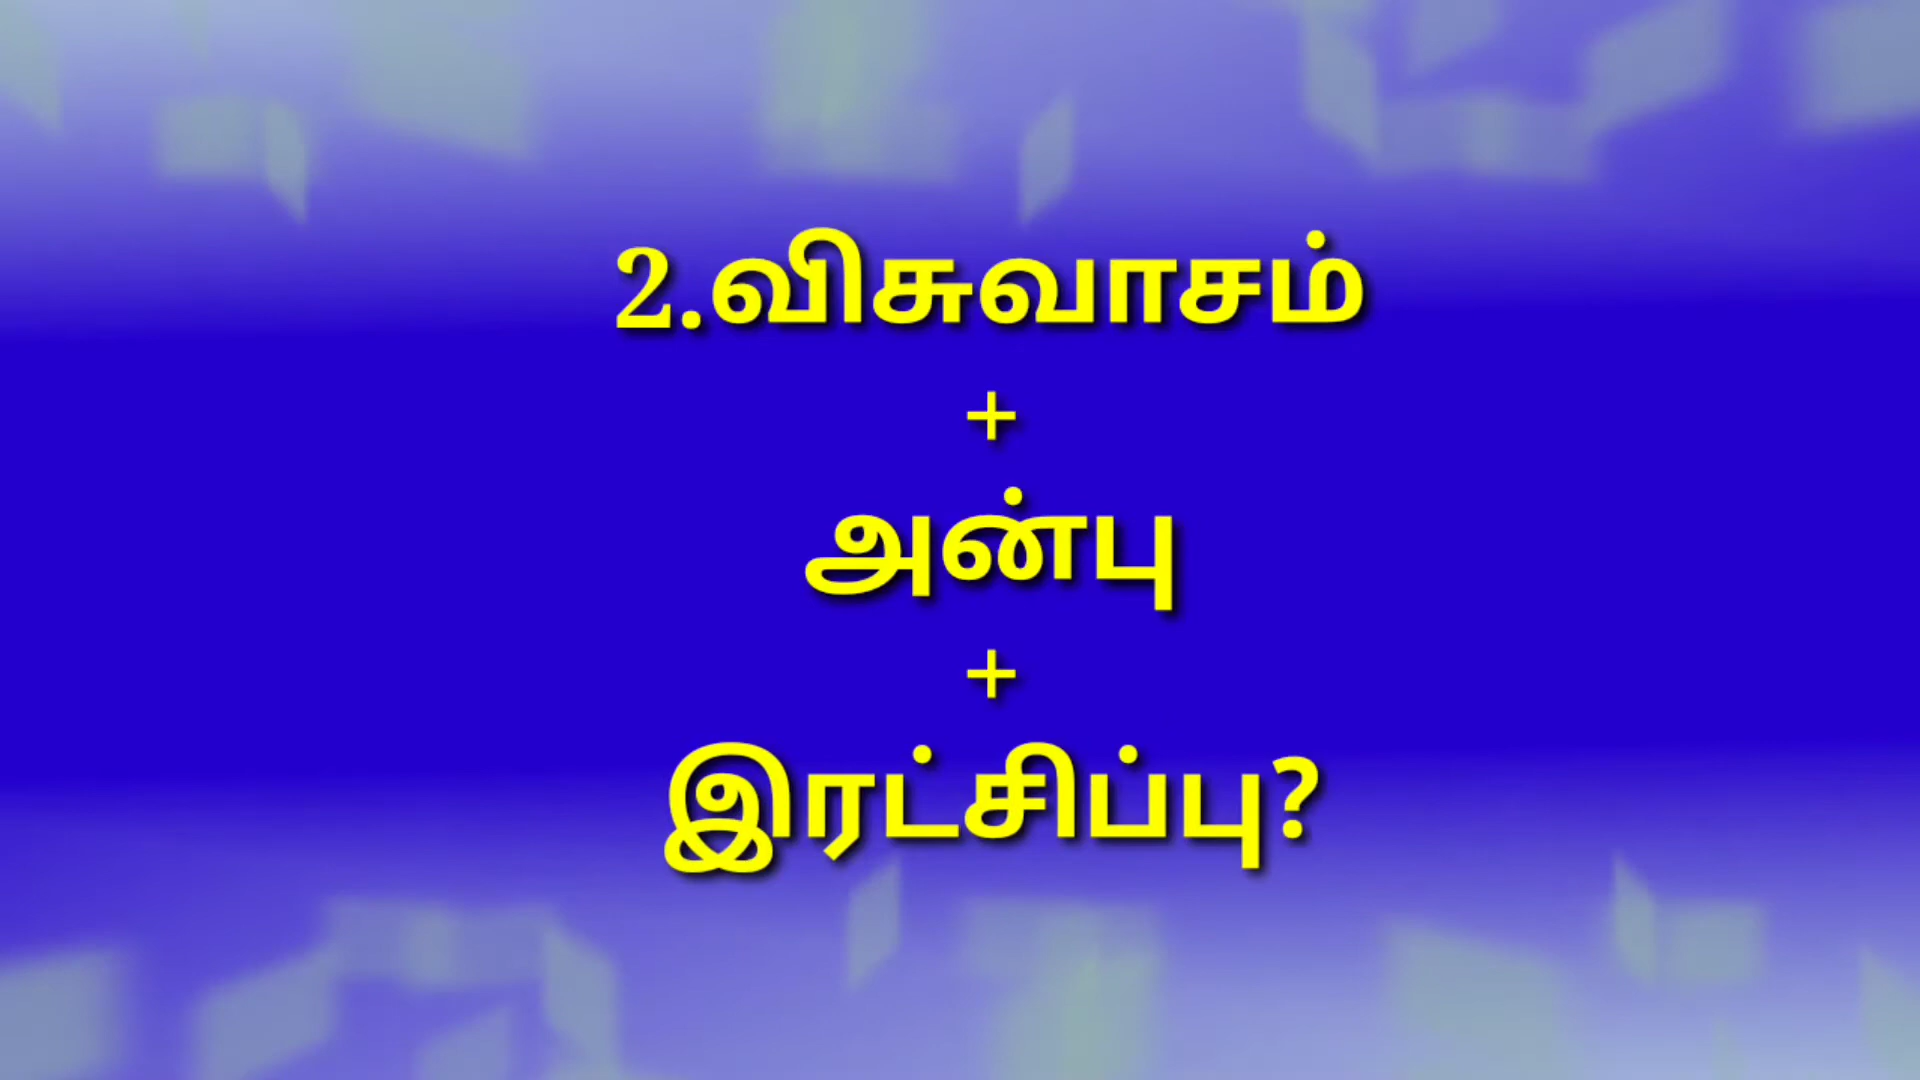 2.விசுவாசம்
+
அன்பு
+
இரட்சிப்பு?